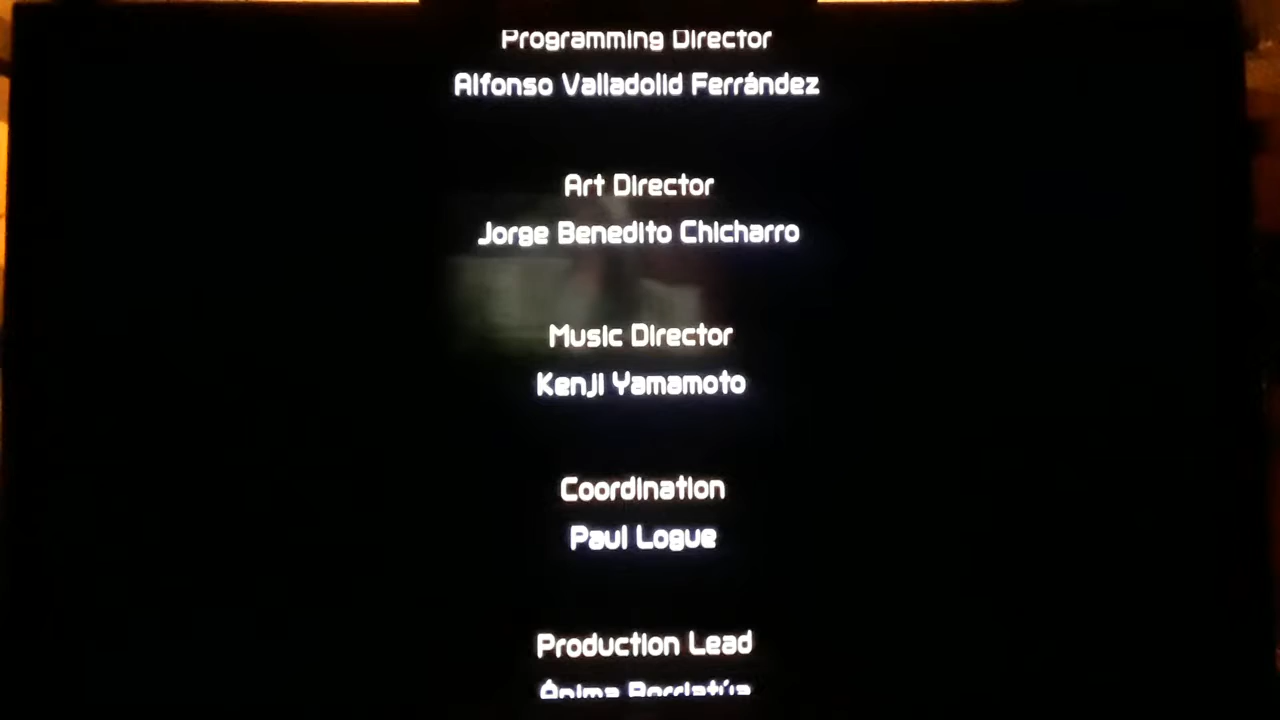 Programming Director
Alfonso Valladolid Ferrández
Art Director
Jorge Benedito Chicharro
Music Director
Kenji Yamamoto
Coordination
Paul Logue
Production Lead